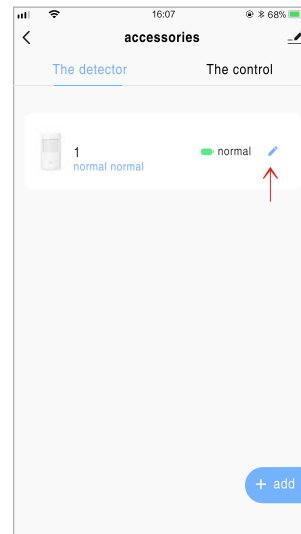 16:07 68%
accessories
The detector The control
1 normal
normal normal
+ add